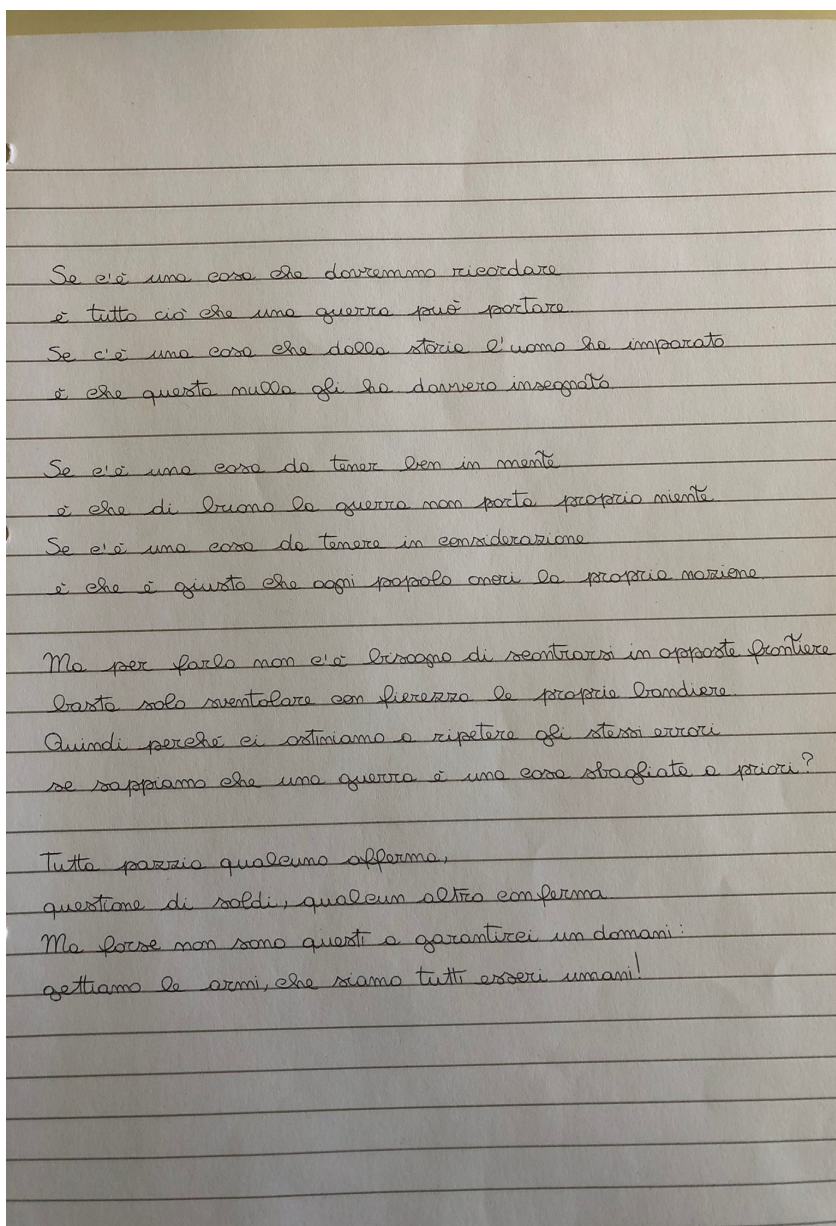 Se c'è una cosa che dovremmo ricordare
è tutto ciò che una guerra può portare.
Se c'è una cosa che dalla storia l'uomo ha imparato
è che questa nulla gli ha davvero insegnato.
Se c'è una cosa da tener ben in mente
è che di buono la guerra non porta proprio niente.
Se c'è una cosa da tenere in considerazione
è che è giusto che ogni popolo onori la propria nazione.
Ma per farlo non c'è bisogno di scontrarsi in opposte frontiere
basta solo sventolare con fierezza le proprie bandiere.
Quindi perché ci ostiniamo a ripetere gli stessi errori
se sappiamo che una guerra è una cosa sbagliata a priori?
Tutta pazzia qualcuno afferma,
questione di soldi, qualcun altro conferma.
Ma forse non sono questi a garantirci un domani:
gettiamo le armi, che siamo tutti esseri umani!